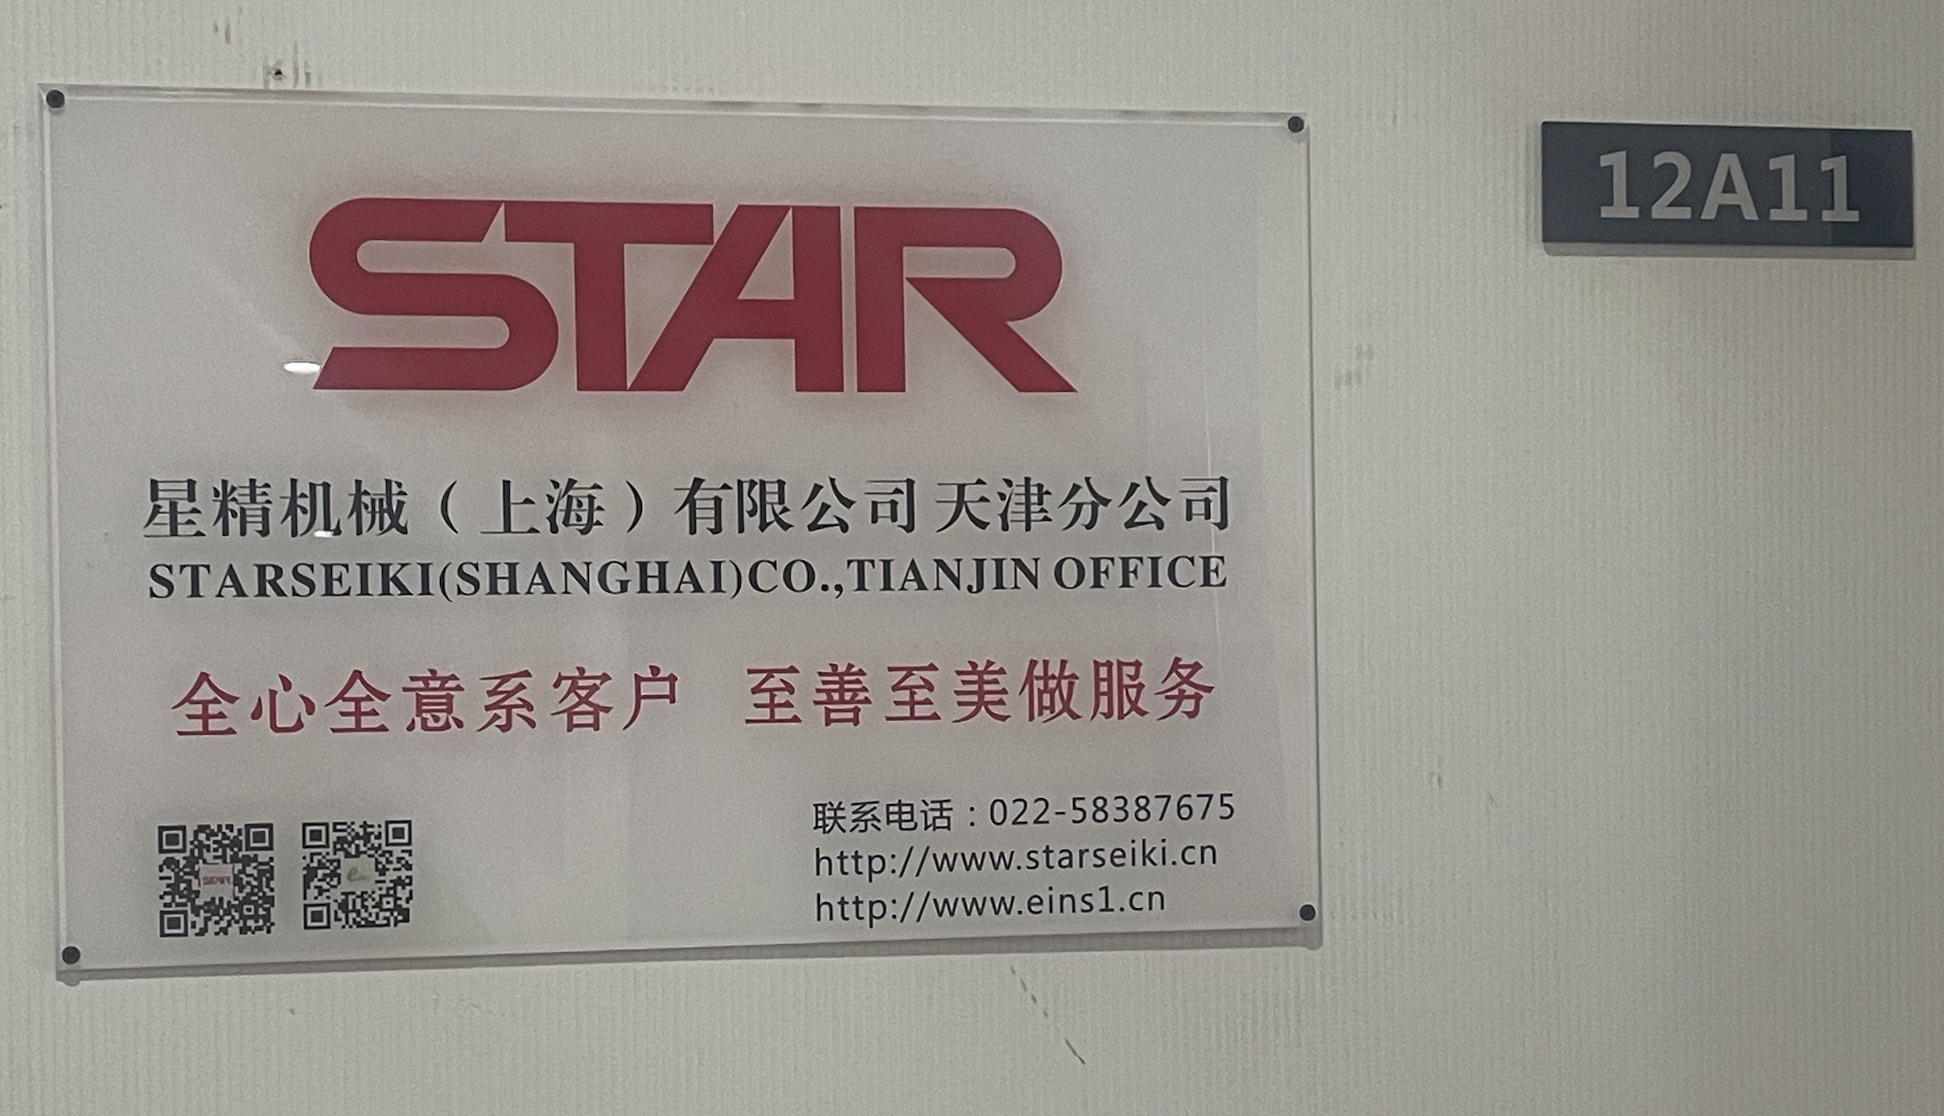 STAR
星精机械（上海）有限公司 天津分公司
STARSEIKI(SHANGHAI)CO.,TIANJIN OFFICE
全心全意系客户 至善至美做服务
联系电话：022-58387675
http://www.starseiki.cn
http://www.eins1.cn
STAR
12A11